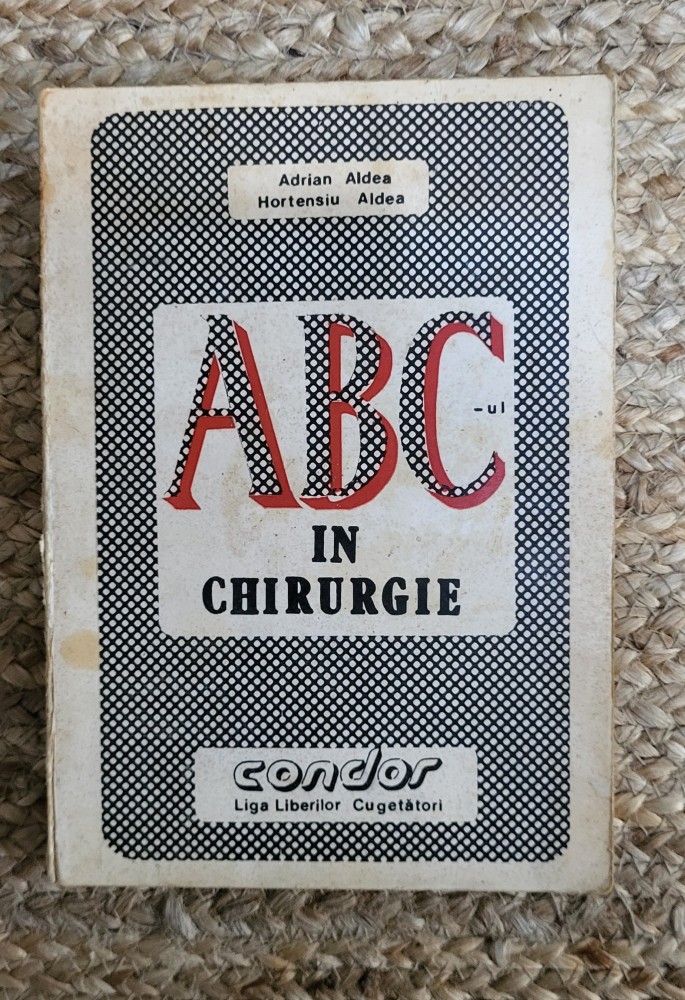 Adrian Aldea
Hortensiu Aldea
ABC
-ul
IN
CHIRURGIE
condor
Liga Liberilor Cugetători